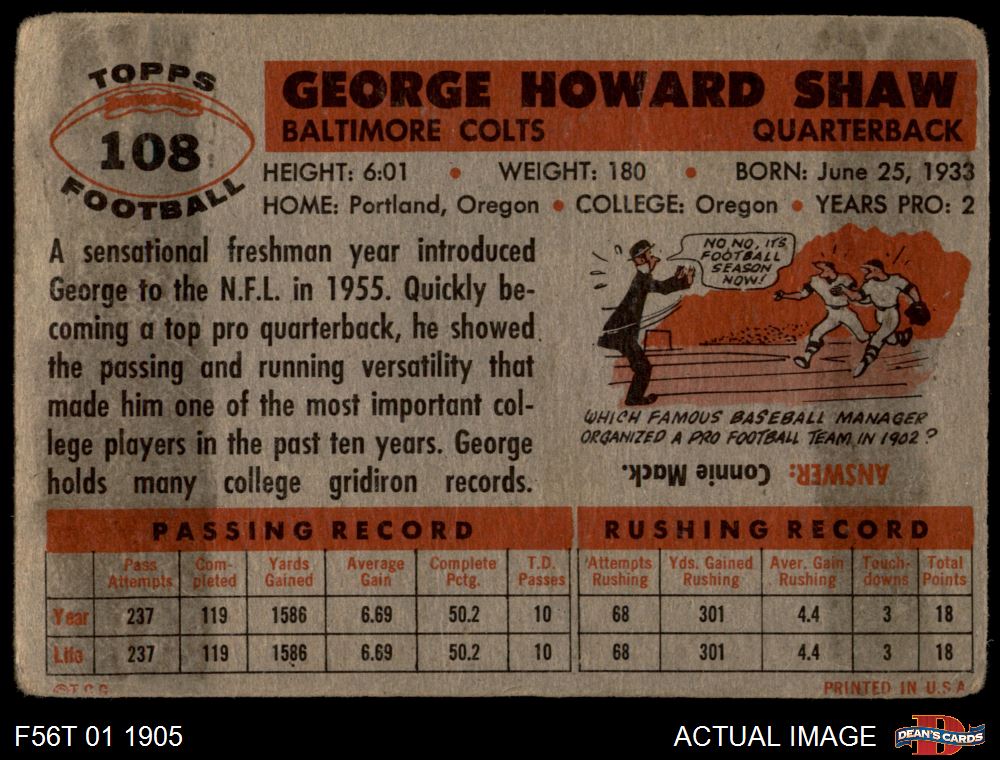 TOPPS
108
FOOTBALL
GEORGE HOWARD SHAW
BALTIMORE COLTS QUARTERBACK
HEIGHT: 6:01 • WEIGHT: 180 • BORN: June 25, 1933
HOME: Portland, Oregon • COLLEGE: Oregon • YEARS PRO: 2
A sensational freshman year introduced
George to the N.F.L. in 1955. Quickly be-
coming a top pro quarterback, he showed
the passing and running versatility that
made him one of the most important col-
lege players in the past ten years. George
holds many college gridiron records.
NO, NO, IT'S
FOOTBALL
SEASON
NOW!
WHICH FAMOUS BASEBALL MANAGER
ORGANIZED A PRO FOOTBALL TEAM IN 1902?
ANSWER: Connie Mack.
PASSING RECORD
Pass Attempts Com-pleted Yards Gained Average Gain Complete Pctg. T.D. Passes
Year 237 119 1586 6.69 50.2 10
Life 237 119 1586 6.69 50.2 10
RUSHING RECORD
Attempts Rushing Yds. Gained Rushing Aver. Gain Rushing Touch-downs Total Points
68 301 4.4 3 18
68 301 4.4 3 18
©T.C.G. PRINTED IN U.S.A.
F56T 01 1905 ACTUAL IMAGE DEAN'S CARDS